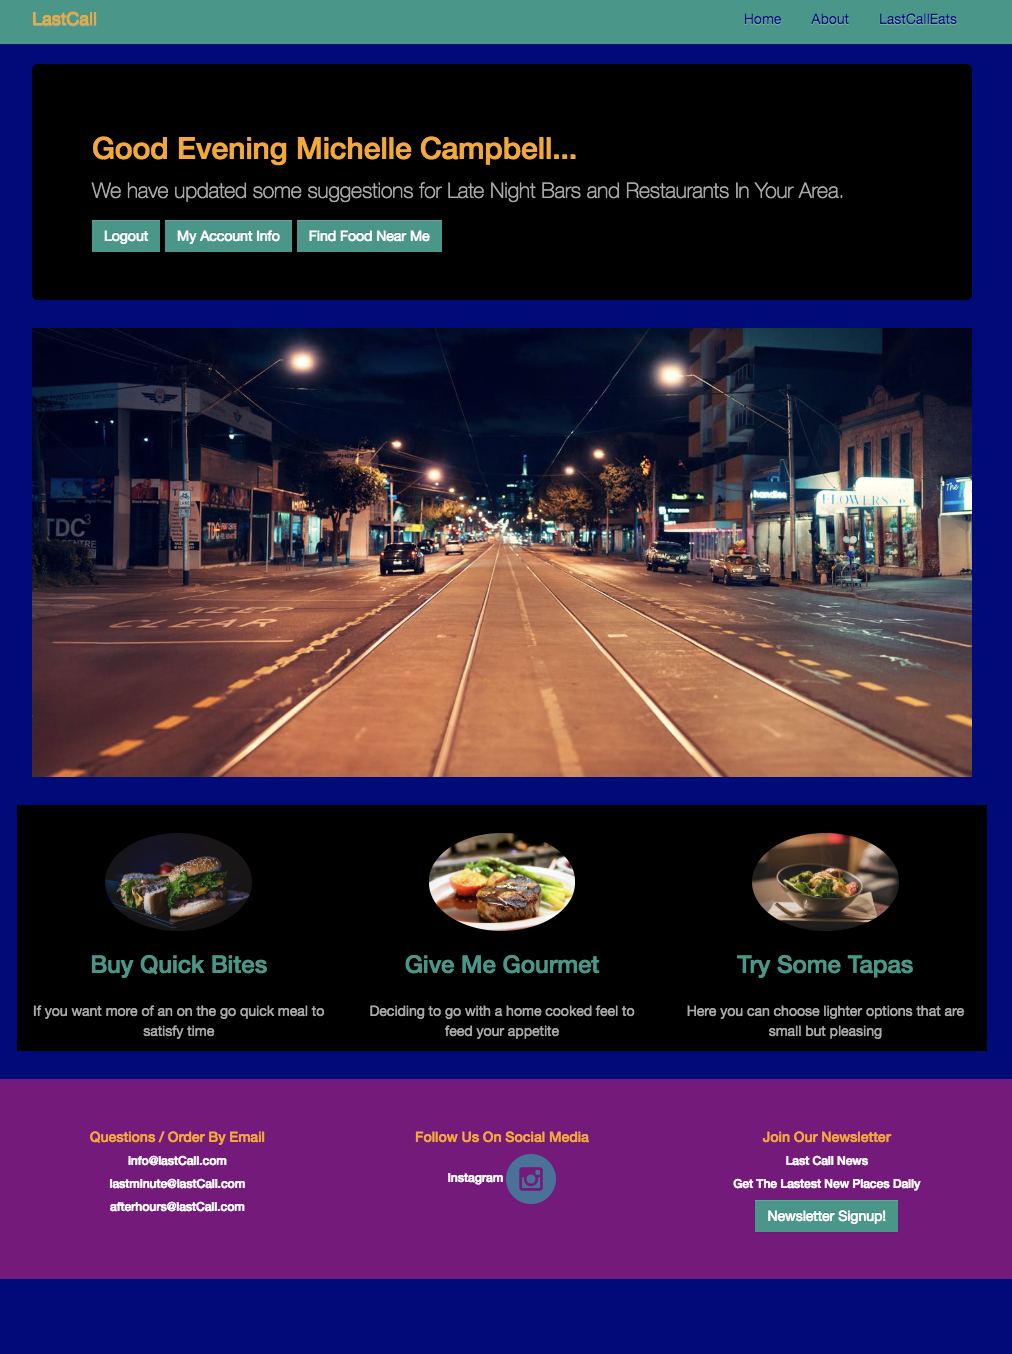 LastCall
Home About LastCallEats
Good Evening Michelle Campbell...
We have updated some suggestions for Late Night Bars and Restaurants In Your Area.
Logout My Account Info Find Food Near Me
TDC3
KEEP
CLEAR
handles
FLOWERS
The
Buy Quick Bites
If you want more of an on the go quick meal to
satisfy time
Give Me Gourmet
Deciding to go with a home cooked feel to
feed your appetite
Try Some Tapas
Here you can choose lighter options that are
small but pleasing
Questions / Order By Email
info@lastCall.com
lastminute@lastCall.com
afterhours@lastCall.com
Follow Us On Social Media
Instagram
Join Our Newsletter
Last Call News
Get The Lastest New Places Daily
Newsletter Signup!